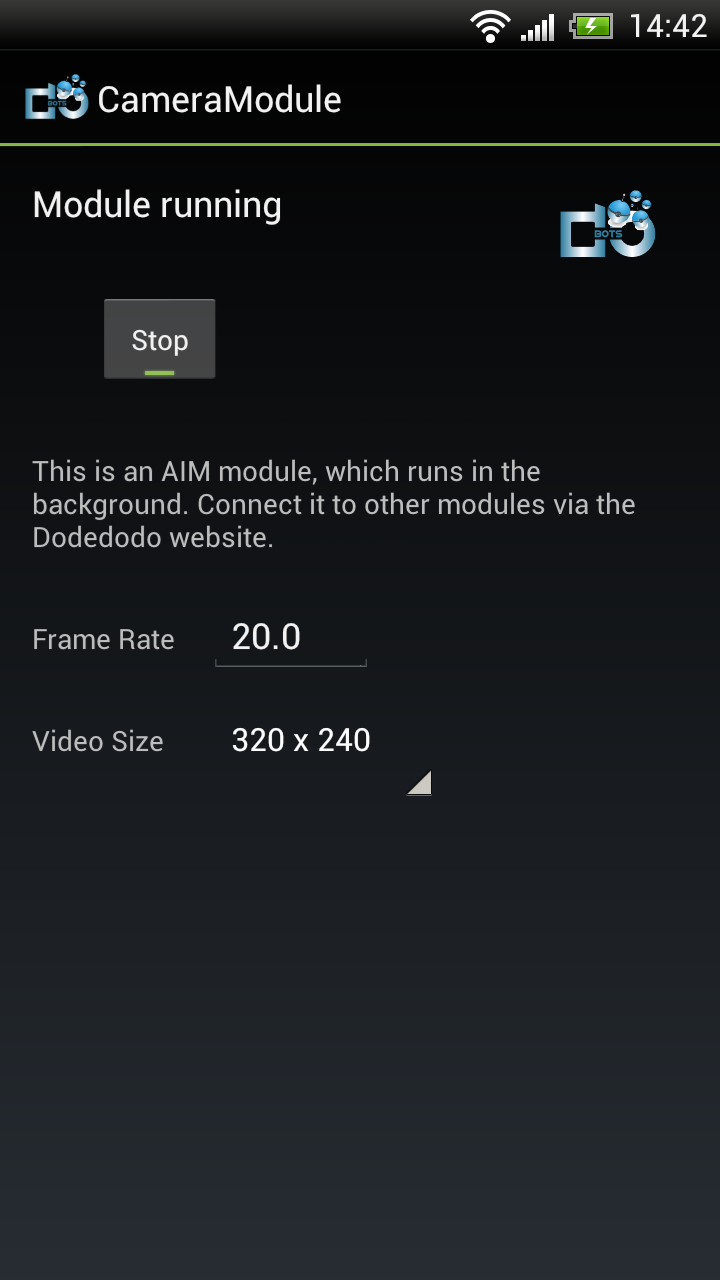 14:42
BOTS
CameraModule
Module running
BOTS
Stop
This is an AIM module, which runs in the
background. Connect it to other modules via the
Dodedodo website.
Frame Rate 20.0
Video Size 320 x 240